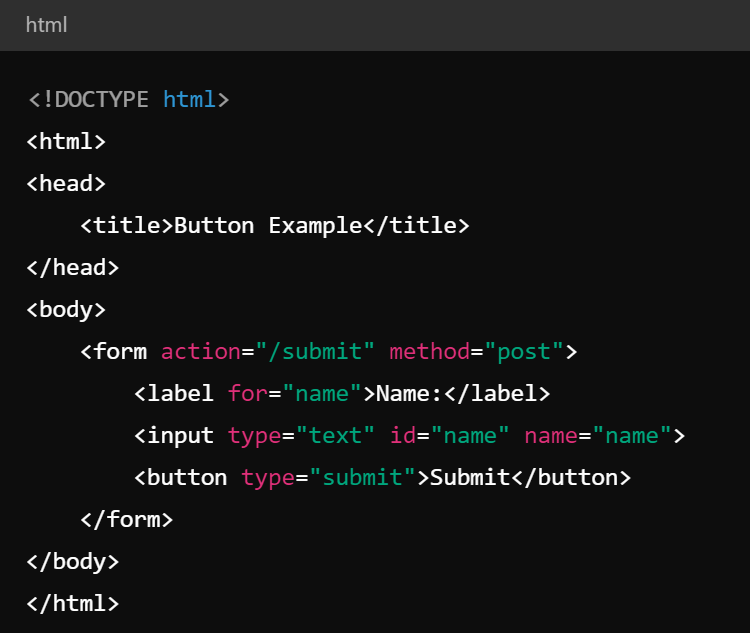 html
<!DOCTYPE html>
<html>
<head>
    <title>Button Example</title>
</head>
<body>
    <form action="/submit" method="post">
        <label for="name">Name:</label>
        <input type="text" id="name" name="name">
        <button type="submit">Submit</button>
    </form>
</body>
</html>